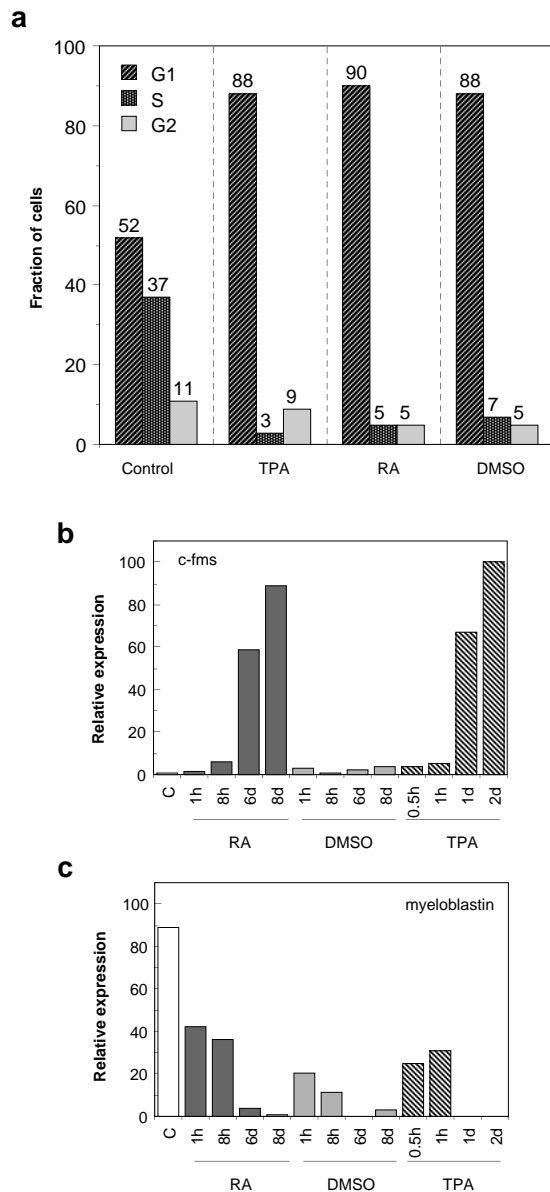 a
Fraction of cells
100
80
60
40
20
0
G1
S
G2
52
37
11
88
3
9
90
5
5
88
7
5
Control
TPA
RA
DMSO
b
Relative expression
c-fms
100
80
60
40
20
0
C
1h
8h
6d
8d
1h
8h
6d
8d
0.5h
1h
1d
2d
RA
DMSO
TPA
c
Relative expression
myeloblastin
100
80
60
40
20
0
C
1h
8h
6d
8d
1h
8h
6d
8d
0.5h
1h
1d
2d
RA
DMSO
TPA